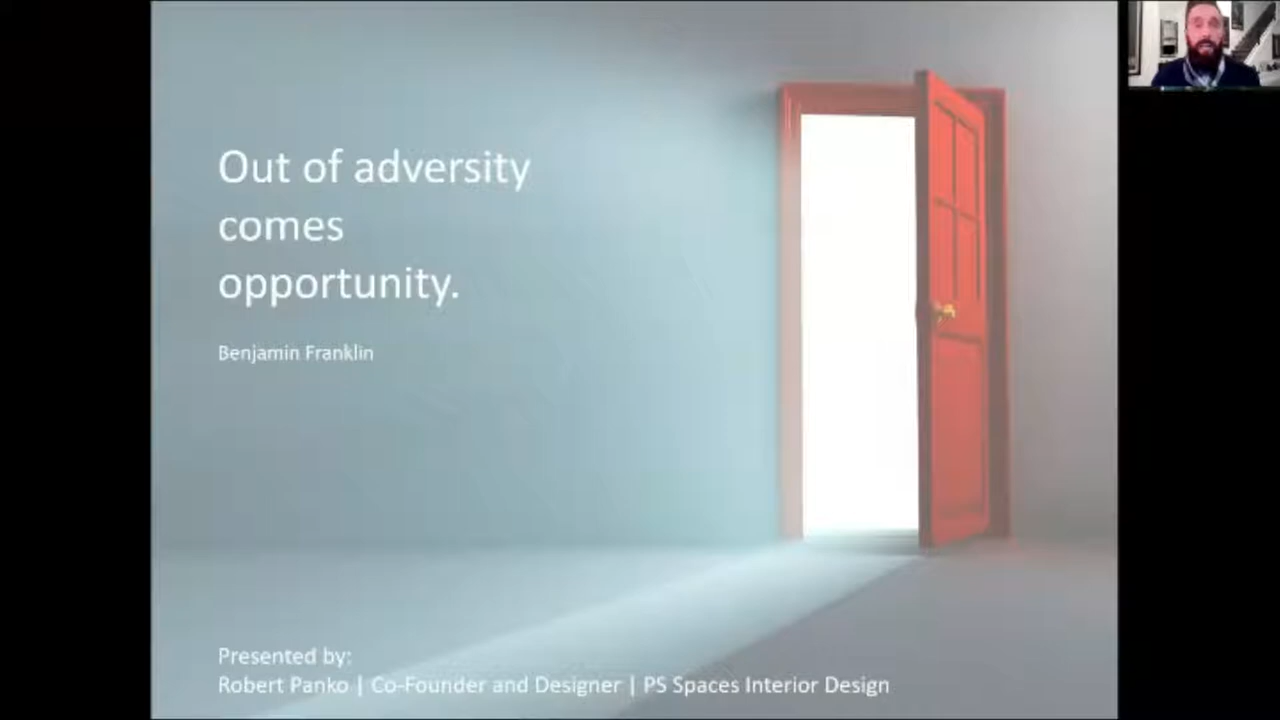 Out of adversity
comes
opportunity.
Benjamin Franklin
Presented by:
Robert Panko | Co-Founder and Designer | PS Spaces Interior Design